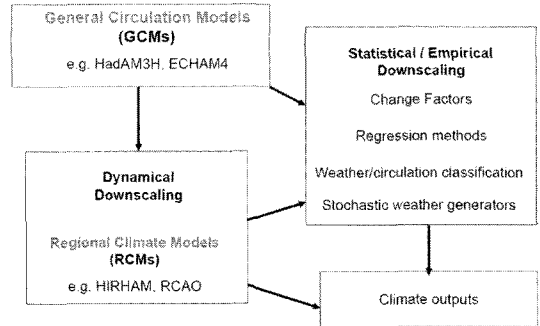 General Circulation Models
(GCMs)
e.g. HadAM3H, ECHAM4
Statistical / Empirical
Downscaling
Change Factors
Regression methods
Weather/circulation classification
Stochastic weather generators
Dynamical
Downscaling
Regional Climate Models
(RCMs)
e.g. HIRHAM, RCAO
Climate outputs